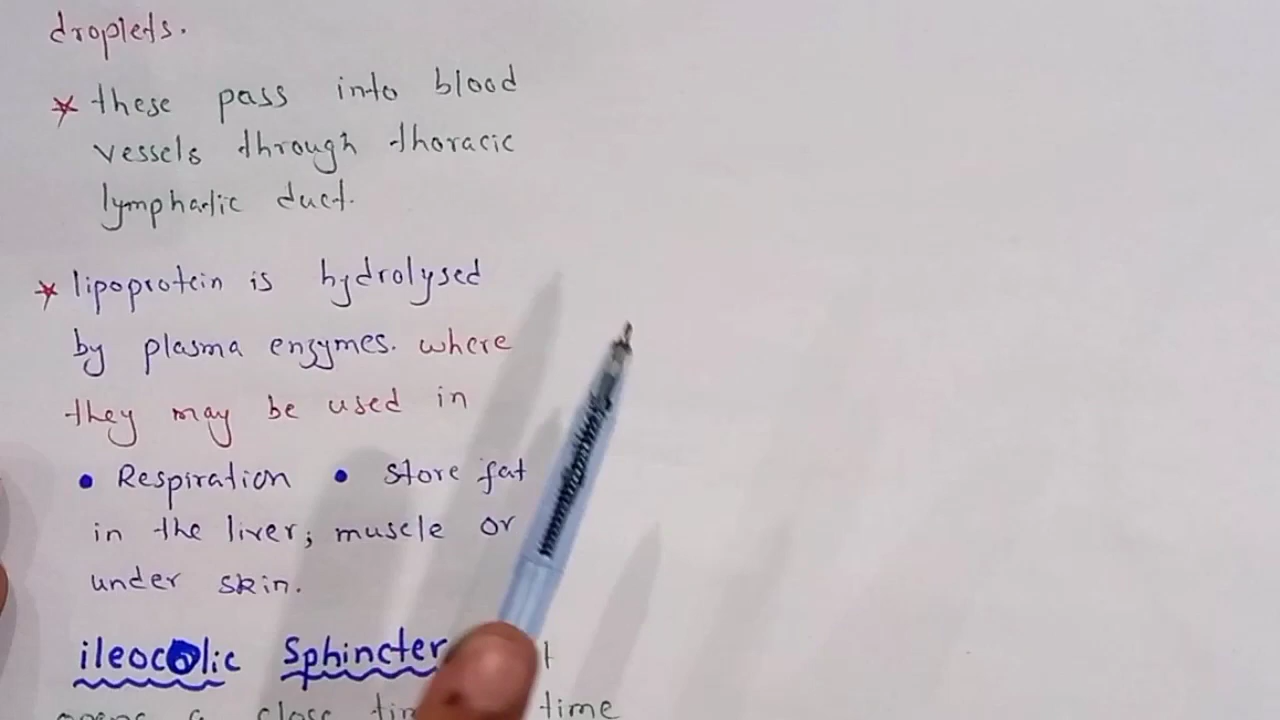 droplets.
* these pass into blood
vessels through thoracic
lymphatic duct.
* lipoprotein is hydrolysed
by plasma enzymes. where
they may be used in
• Respiration • store fat
in the liver, muscle or
under skin.
ileocolic Sphincter
a close time